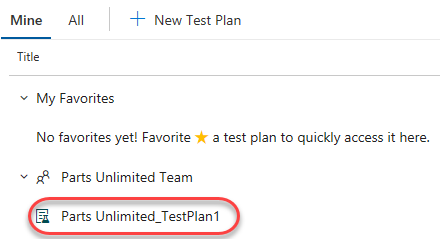 Mine All New Test Plan
Title
My Favorites
No favorites yet! Favorite ★ a test plan to quickly access it here.
Parts Unlimited Team
Parts Unlimited_TestPlan1